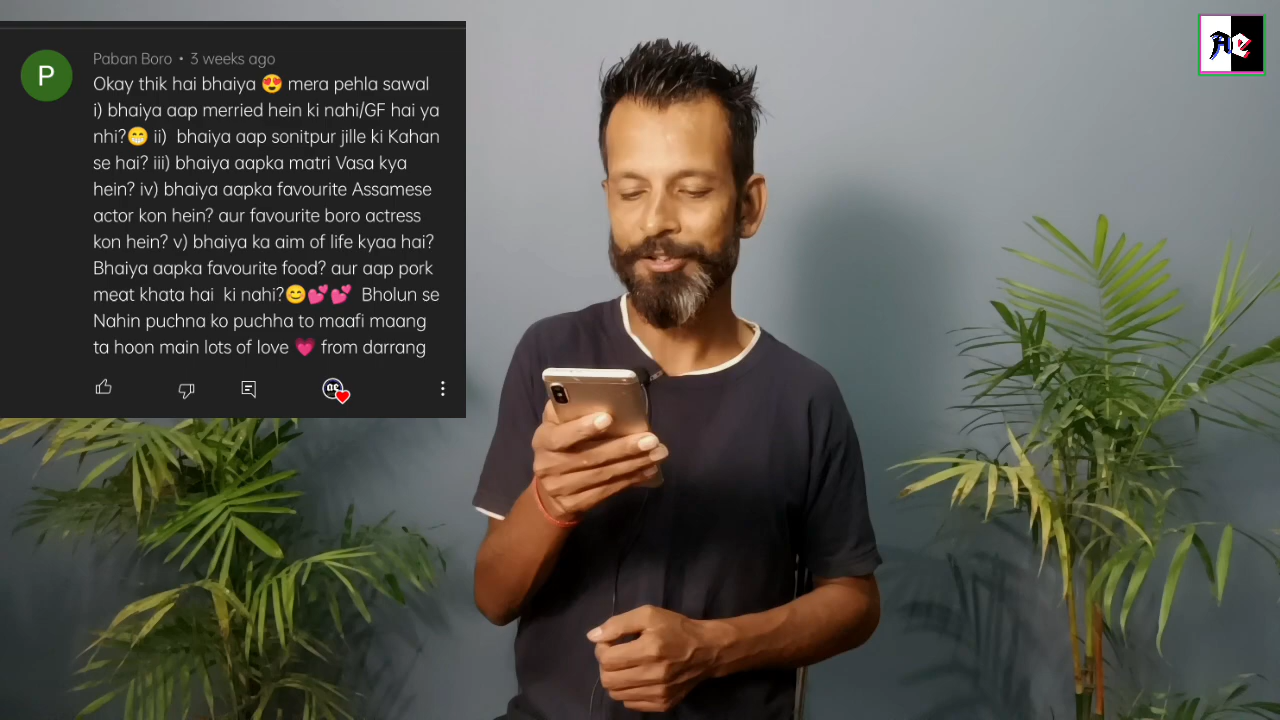 Paban Boro • 3 weeks ago
P
Okay thik hai bhaiya 😍 mera pehla sawal
i) bhaiya aap merried hein ki nahi/GF hai ya
nhi?😁 ii) bhaiya aap sonitpur jille ki Kahan
se hai? iii) bhaiya aapka matri Vasa kya
hein? iv) bhaiya aapka favourite Assamese
actor kon hein? aur favourite boro actress
kon hein? v) bhaiya ka aim of life kyaa hai?
Bhaiya aapka favourite food? aur aap pork
meat khata hai ki nahi?😊💕💕 Bholun se
Nahin puchna ko puchha to maafi maang
ta hoon main lots of love 💗 from darrang
Ae